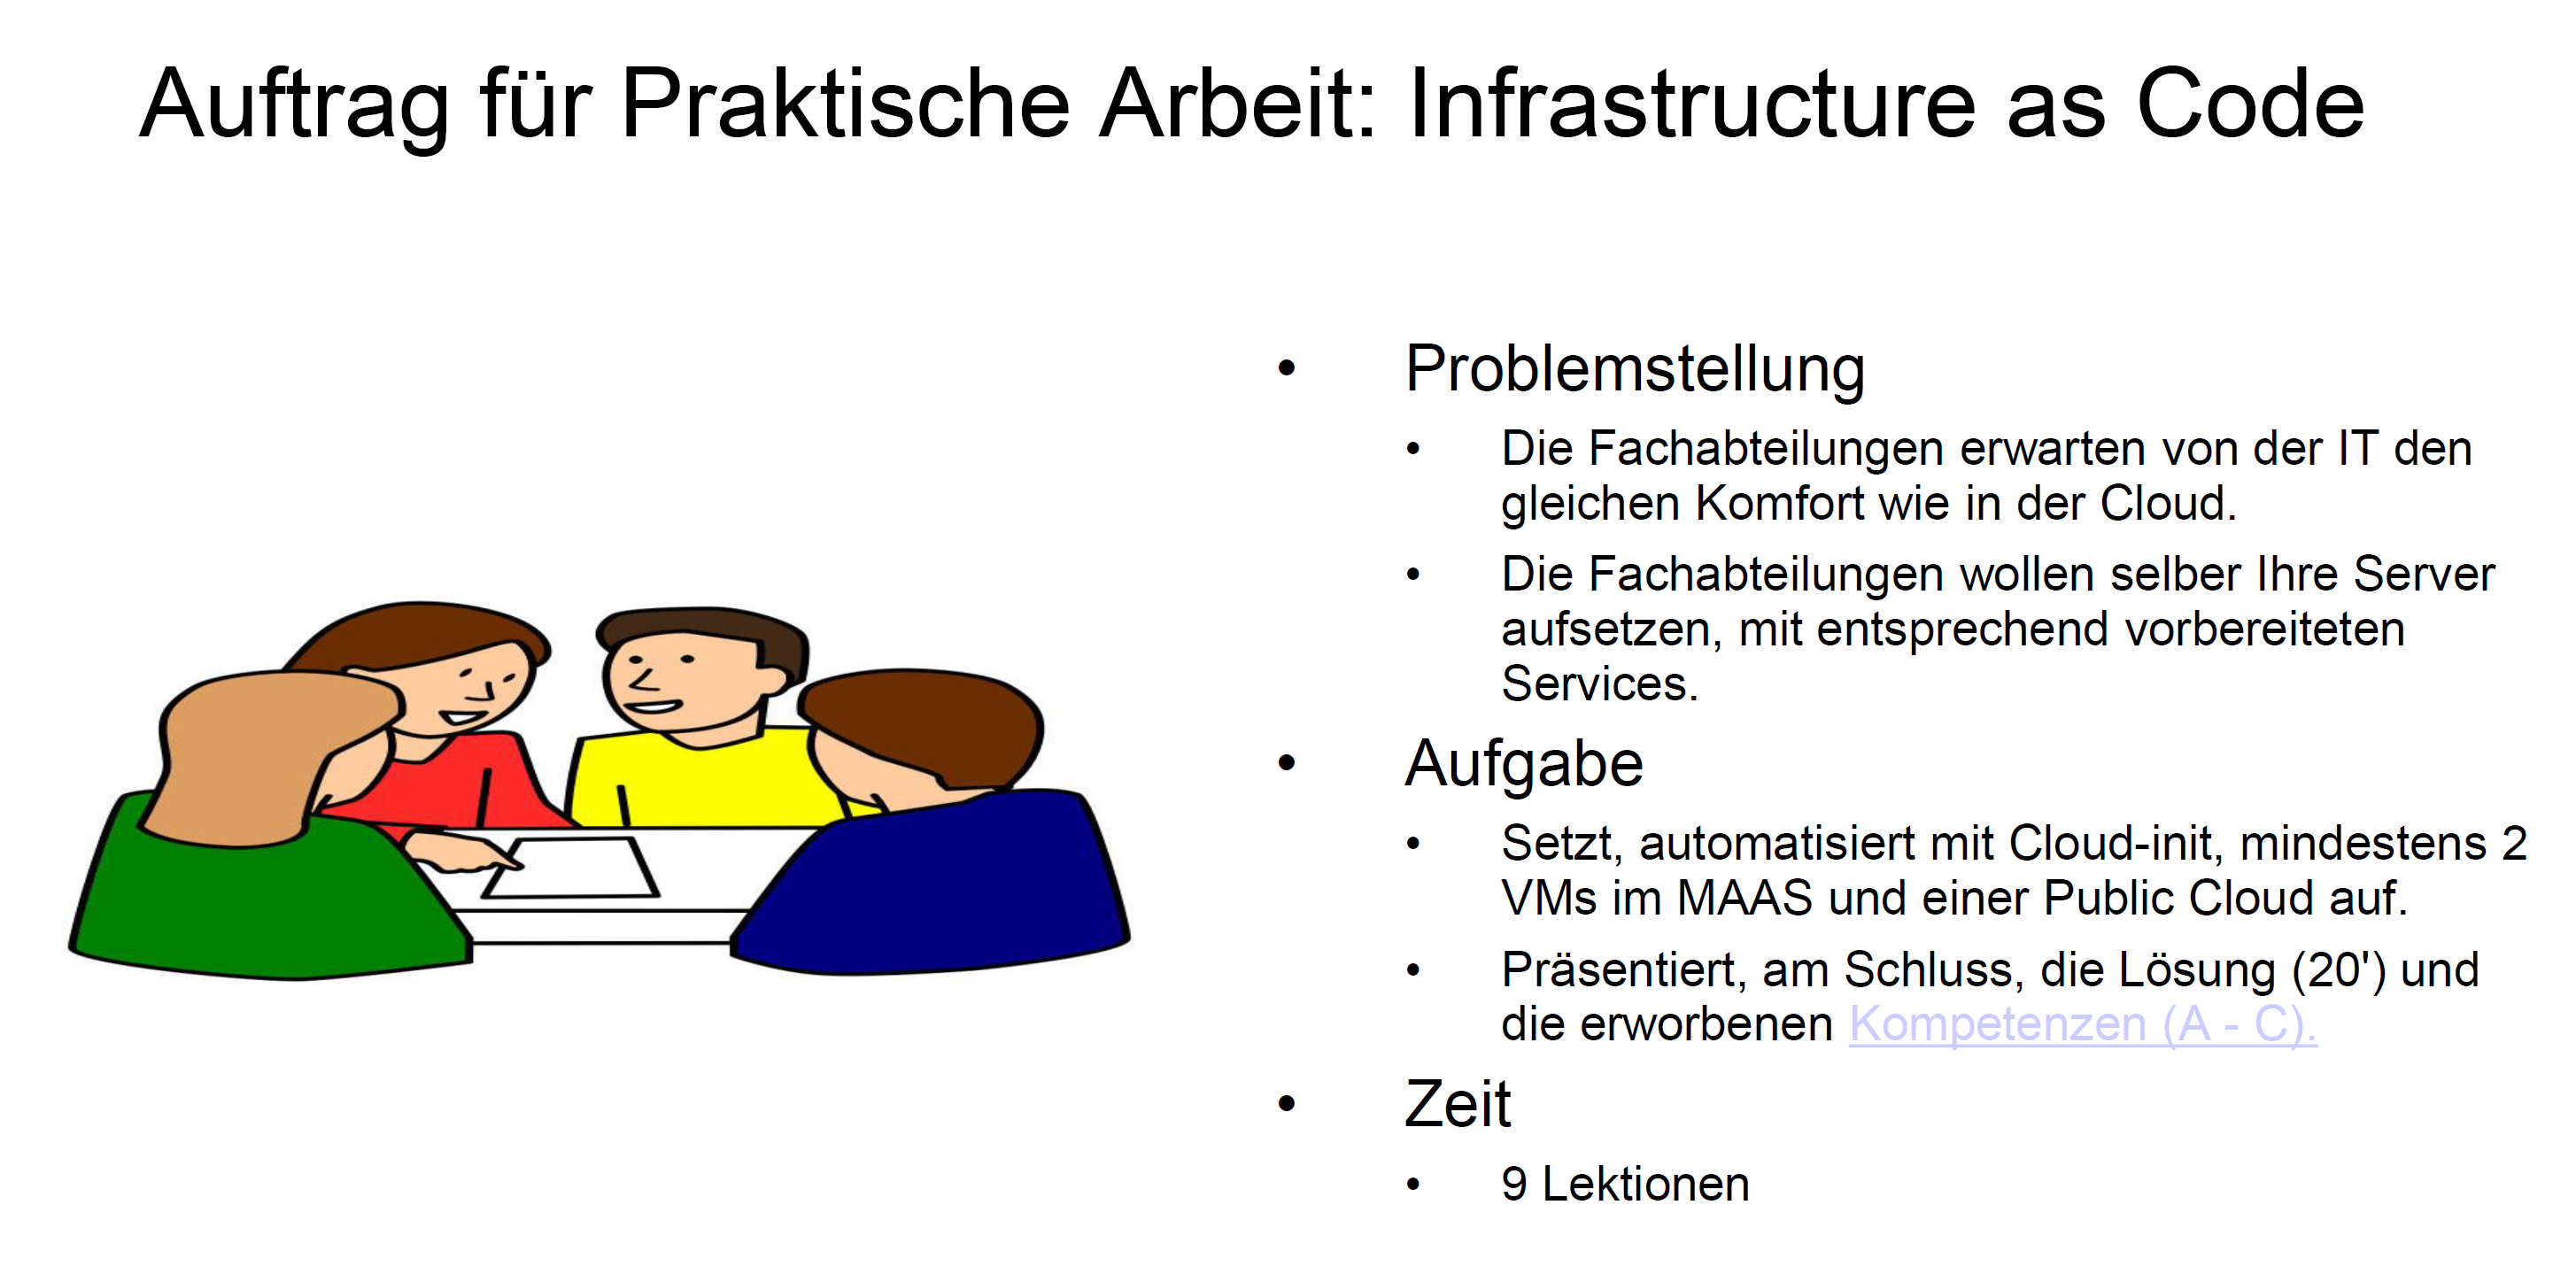 Auftrag für Praktische Arbeit: Infrastructure as Code
• Problemstellung
• Die Fachabteilungen erwarten von der IT den
gleichen Komfort wie in der Cloud.
• Die Fachabteilungen wollen selber Ihre Server
aufsetzen, mit entsprechend vorbereiteten
Services.
• Aufgabe
• Setzt, automatisiert mit Cloud-init, mindestens 2
VMs im MAAS und einer Public Cloud auf.
• Präsentiert, am Schluss, die Lösung (20') und
die erworbenen Kompetenzen (A - C).
• Zeit
• 9 Lektionen